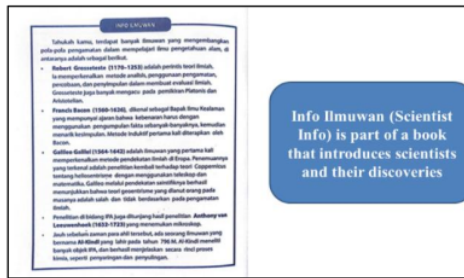 INFO ILMUWAN
Tahukah kamu, terdapat banyak ilmuwan yang mengembangkan
pola-pola pengamatan dalam mempelajari ilmu pengetahuan alam, di
antaranya adalah sebagai berikut.
• Robert Grosseteste (1170–1253) adalah perintis teori ilmiah,
Ia memperkenalkan metode analisis, penggunaan pengamatan,
percobaan, dan penyimpulan dalam membuat evaluasi ilmiah.
Grosseteste juga banyak mengacu pada pemikiran Platonis dan
Aristotelian.
• Francis Bacon (1560-1626), dikenal sebagai Bapak Ilmu Kealaman
yang mempunyai ajaran bahwa kebenaran harus dengan
menggunakan pengumpulan fakta sebanyak-banyaknya, kemudian
menarik kesimpulan. Metode induktif pertama kali diterapkan oleh
Bacon.
• Galileo Galilei (1564-1642) adalah ilmuwan yang pertama kali
memperkenalkan metode pendekatan ilmiah di Eropa. Penemuannya
yang terkenal adalah penelitian kembali terhadap teori Coppernicus
tentang heliosentrisme dengan menggunakan teleskop dan
matematika. Galileo melalui pendekatan saintifiknya berhasil
menunjukkan bahwa teori geosentrisme yang dianut orang pada
masanya adalah salah dan tidak berdasarkan pada pengamatan
ilmiah.
• Penelitian di bidang IPA juga ditunjang hasil penelitian Anthony van
Leeuwenhoek (1632-1723) yang menemukan mikroskop.
• Jauh sebelum zaman para ahli tersebut, ada seorang ilmuwan yang
bernama Al-Kindi yang lahir pada tahun 796 M. Al-Kindi meneliti
banyak objek IPA, dan berhasil menjelaskan secara rinci proses
kimia, seperti penyaringan dan penyulingan.
Info Ilmuwan (Scientist
Info) is part of a book
that introduces scientists
and their discoveries